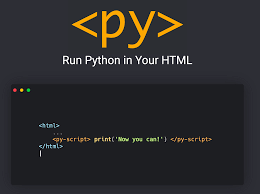 <py>
Run Python in Your HTML
<html>
...
<py-script> print('Now you can!') </py-script>
</html>